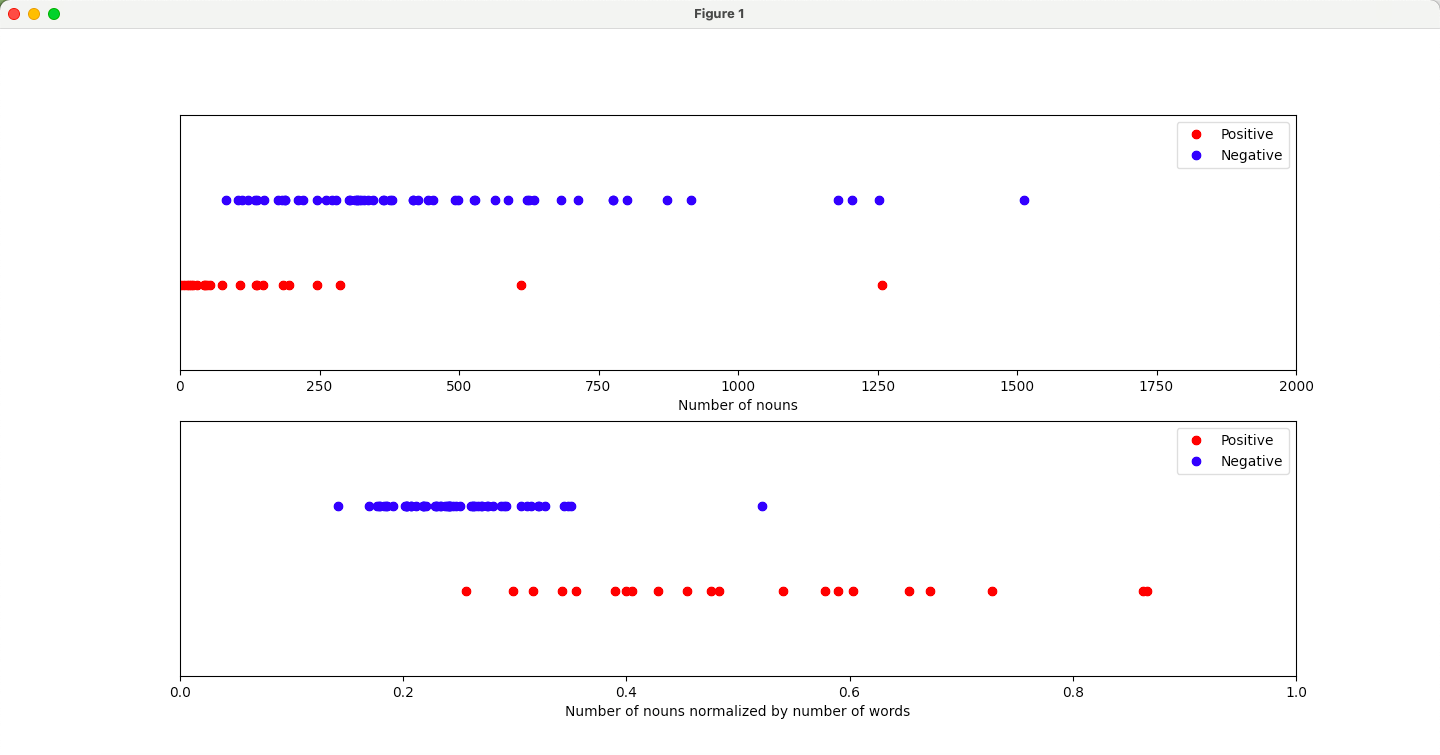 Figure 1
Positive
Negative
0 250 500 750 1000 1250 1500 1750 2000
Number of nouns
Positive
Negative
0.0 0.2 0.4 0.6 0.8 1.0
Number of nouns normalized by number of words